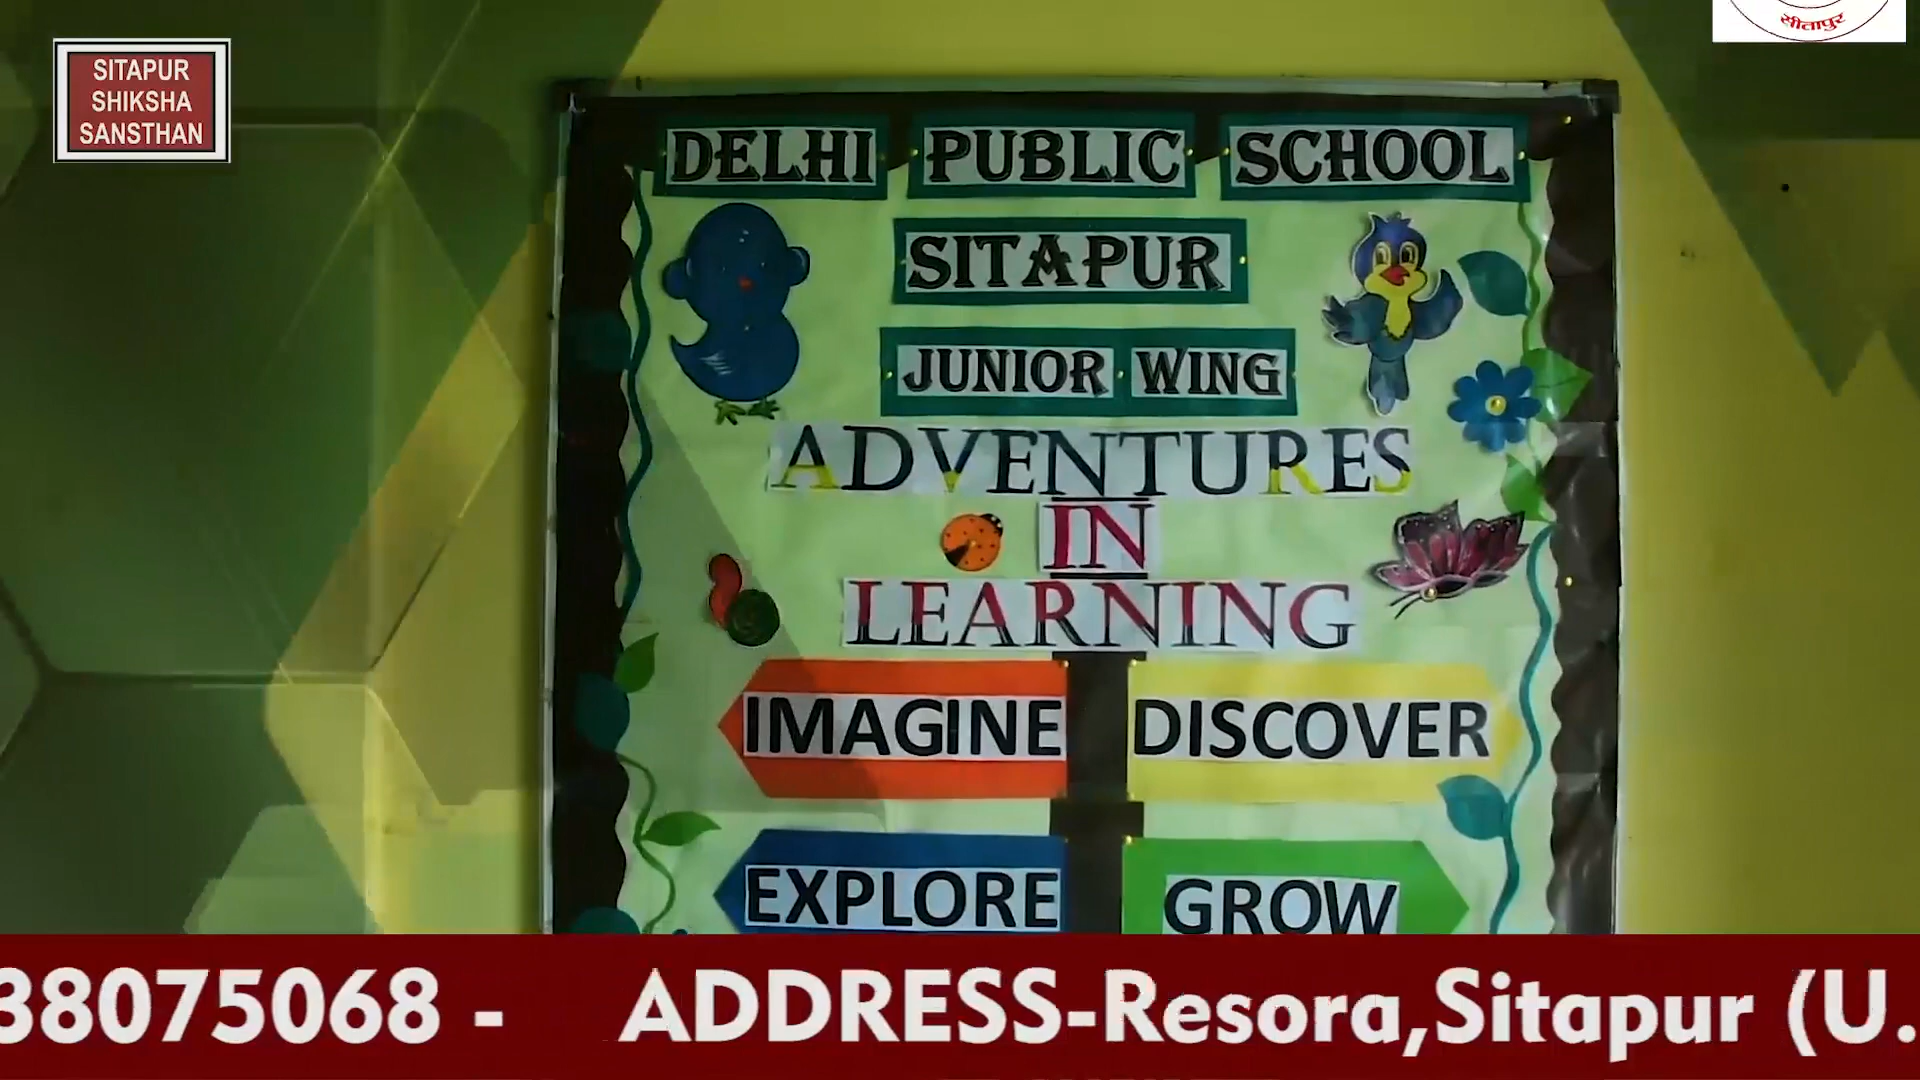 SITAPUR
SHIKSHA
SANSTHAN
सीतापुर
DELHI PUBLIC SCHOOL
SITAPUR
JUNIOR WING
ADVENTURES
IN
LEARNING
IMAGINE DISCOVER
EXPLORE GROW
38075068 - ADDRESS-Resora,Sitapur (U.